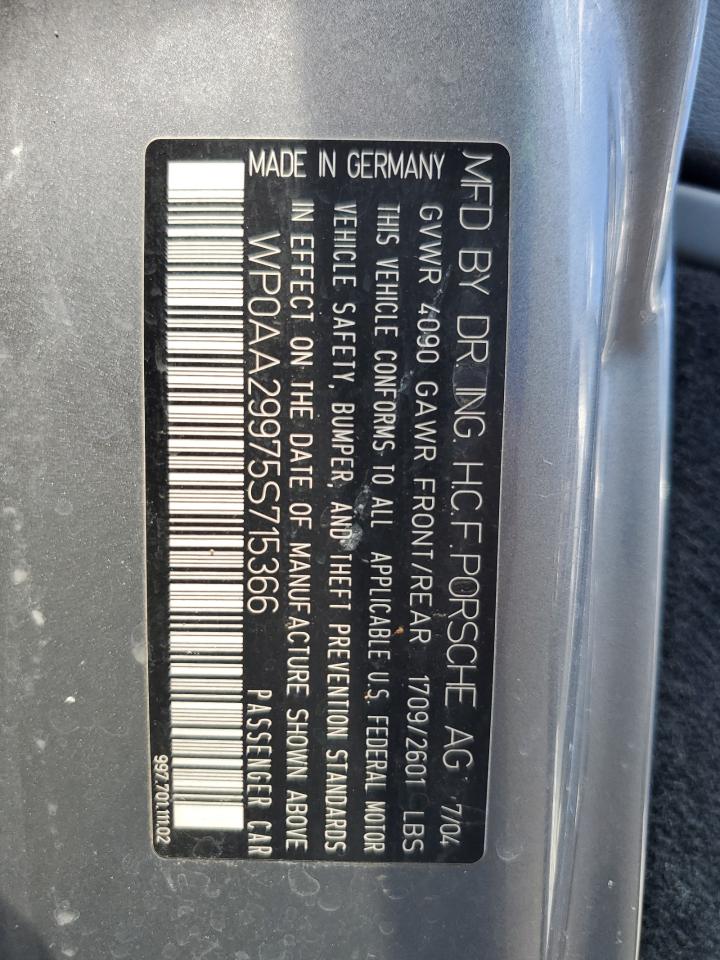 MFD BY DR. ING. H.C.F.PORSCHE AG 7/04
GVWR 4090 GAWR FRONT/REAR 1709/2601 LBS
THIS VEHICLE CONFORMS TO ALL APPLICABLE U.S. FEDERAL MOTOR
VEHICLE SAFETY, BUMPER, AND THEFT PREVENTION STANDARDS
IN EFFECT ON THE DATE OF MANUFACTURE SHOWN ABOVE
MADE IN GERMANY
WP0AA29975S715366 PASSENGER CAR
997.701.111.02